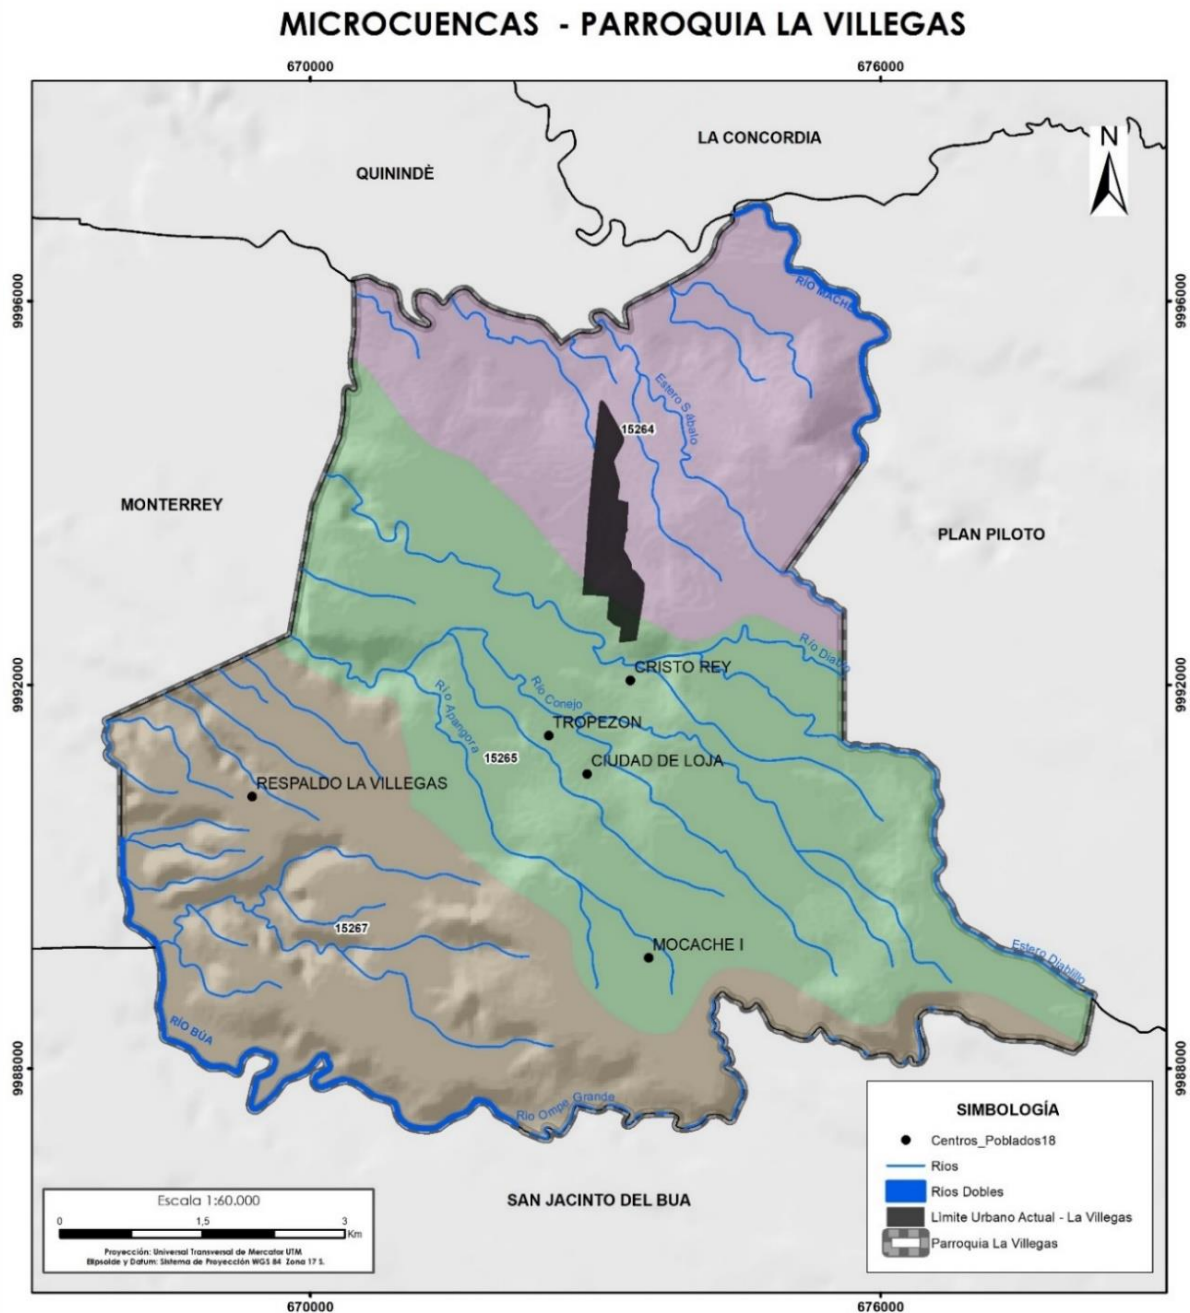 MICROCUENCAS - PARROQUIA LA VILLEGAS
670000
676000
LA CONCORDIA
N
QUININDÈ
9996000
9996000
RÍO MACHE
Estero Sábalo
15264
MONTERREY
PLAN PILOTO
Río Diablo
9992000
9992000
CRISTO REY
Río Conejo
Río Apangora
TROPEZON
15265
CIUDAD DE LOJA
RESPALDO LA VILLEGAS
15267
MOCACHE I
Estero Diablillo
RÍO BÚA
9988000
9988000
Río Ompe Grande
SAN JACINTO DEL BUA
SIMBOLOGÍA
Centros_Poblados18
Ríos
Ríos Dobles
Límite Urbano Actual - La Villegas
Parroquia La Villegas
Escala 1:60.000
0 1,5 3
Km
Proyección: Universal Transversal de Mercator UTM
Elipsoide y Datum: Sistema de Proyección WGS 84 Zona 17 S.
670000
676000